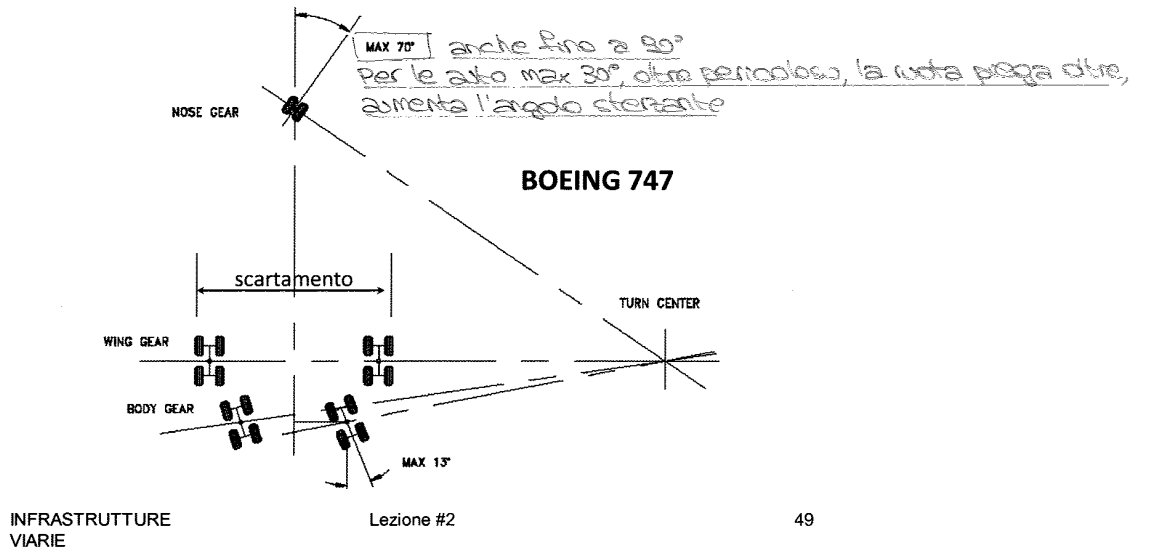 MAX 70° anche fino a 90°
Per le auto max 30°, oltre pericoloso, la ruota piega oltre,
aumenta l'angolo sterzante
NOSE GEAR
BOEING 747
scartamento
TURN CENTER
WING GEAR
BODY GEAR
MAX 13°
INFRASTRUTTURE
VIARIE
Lezione #2
49